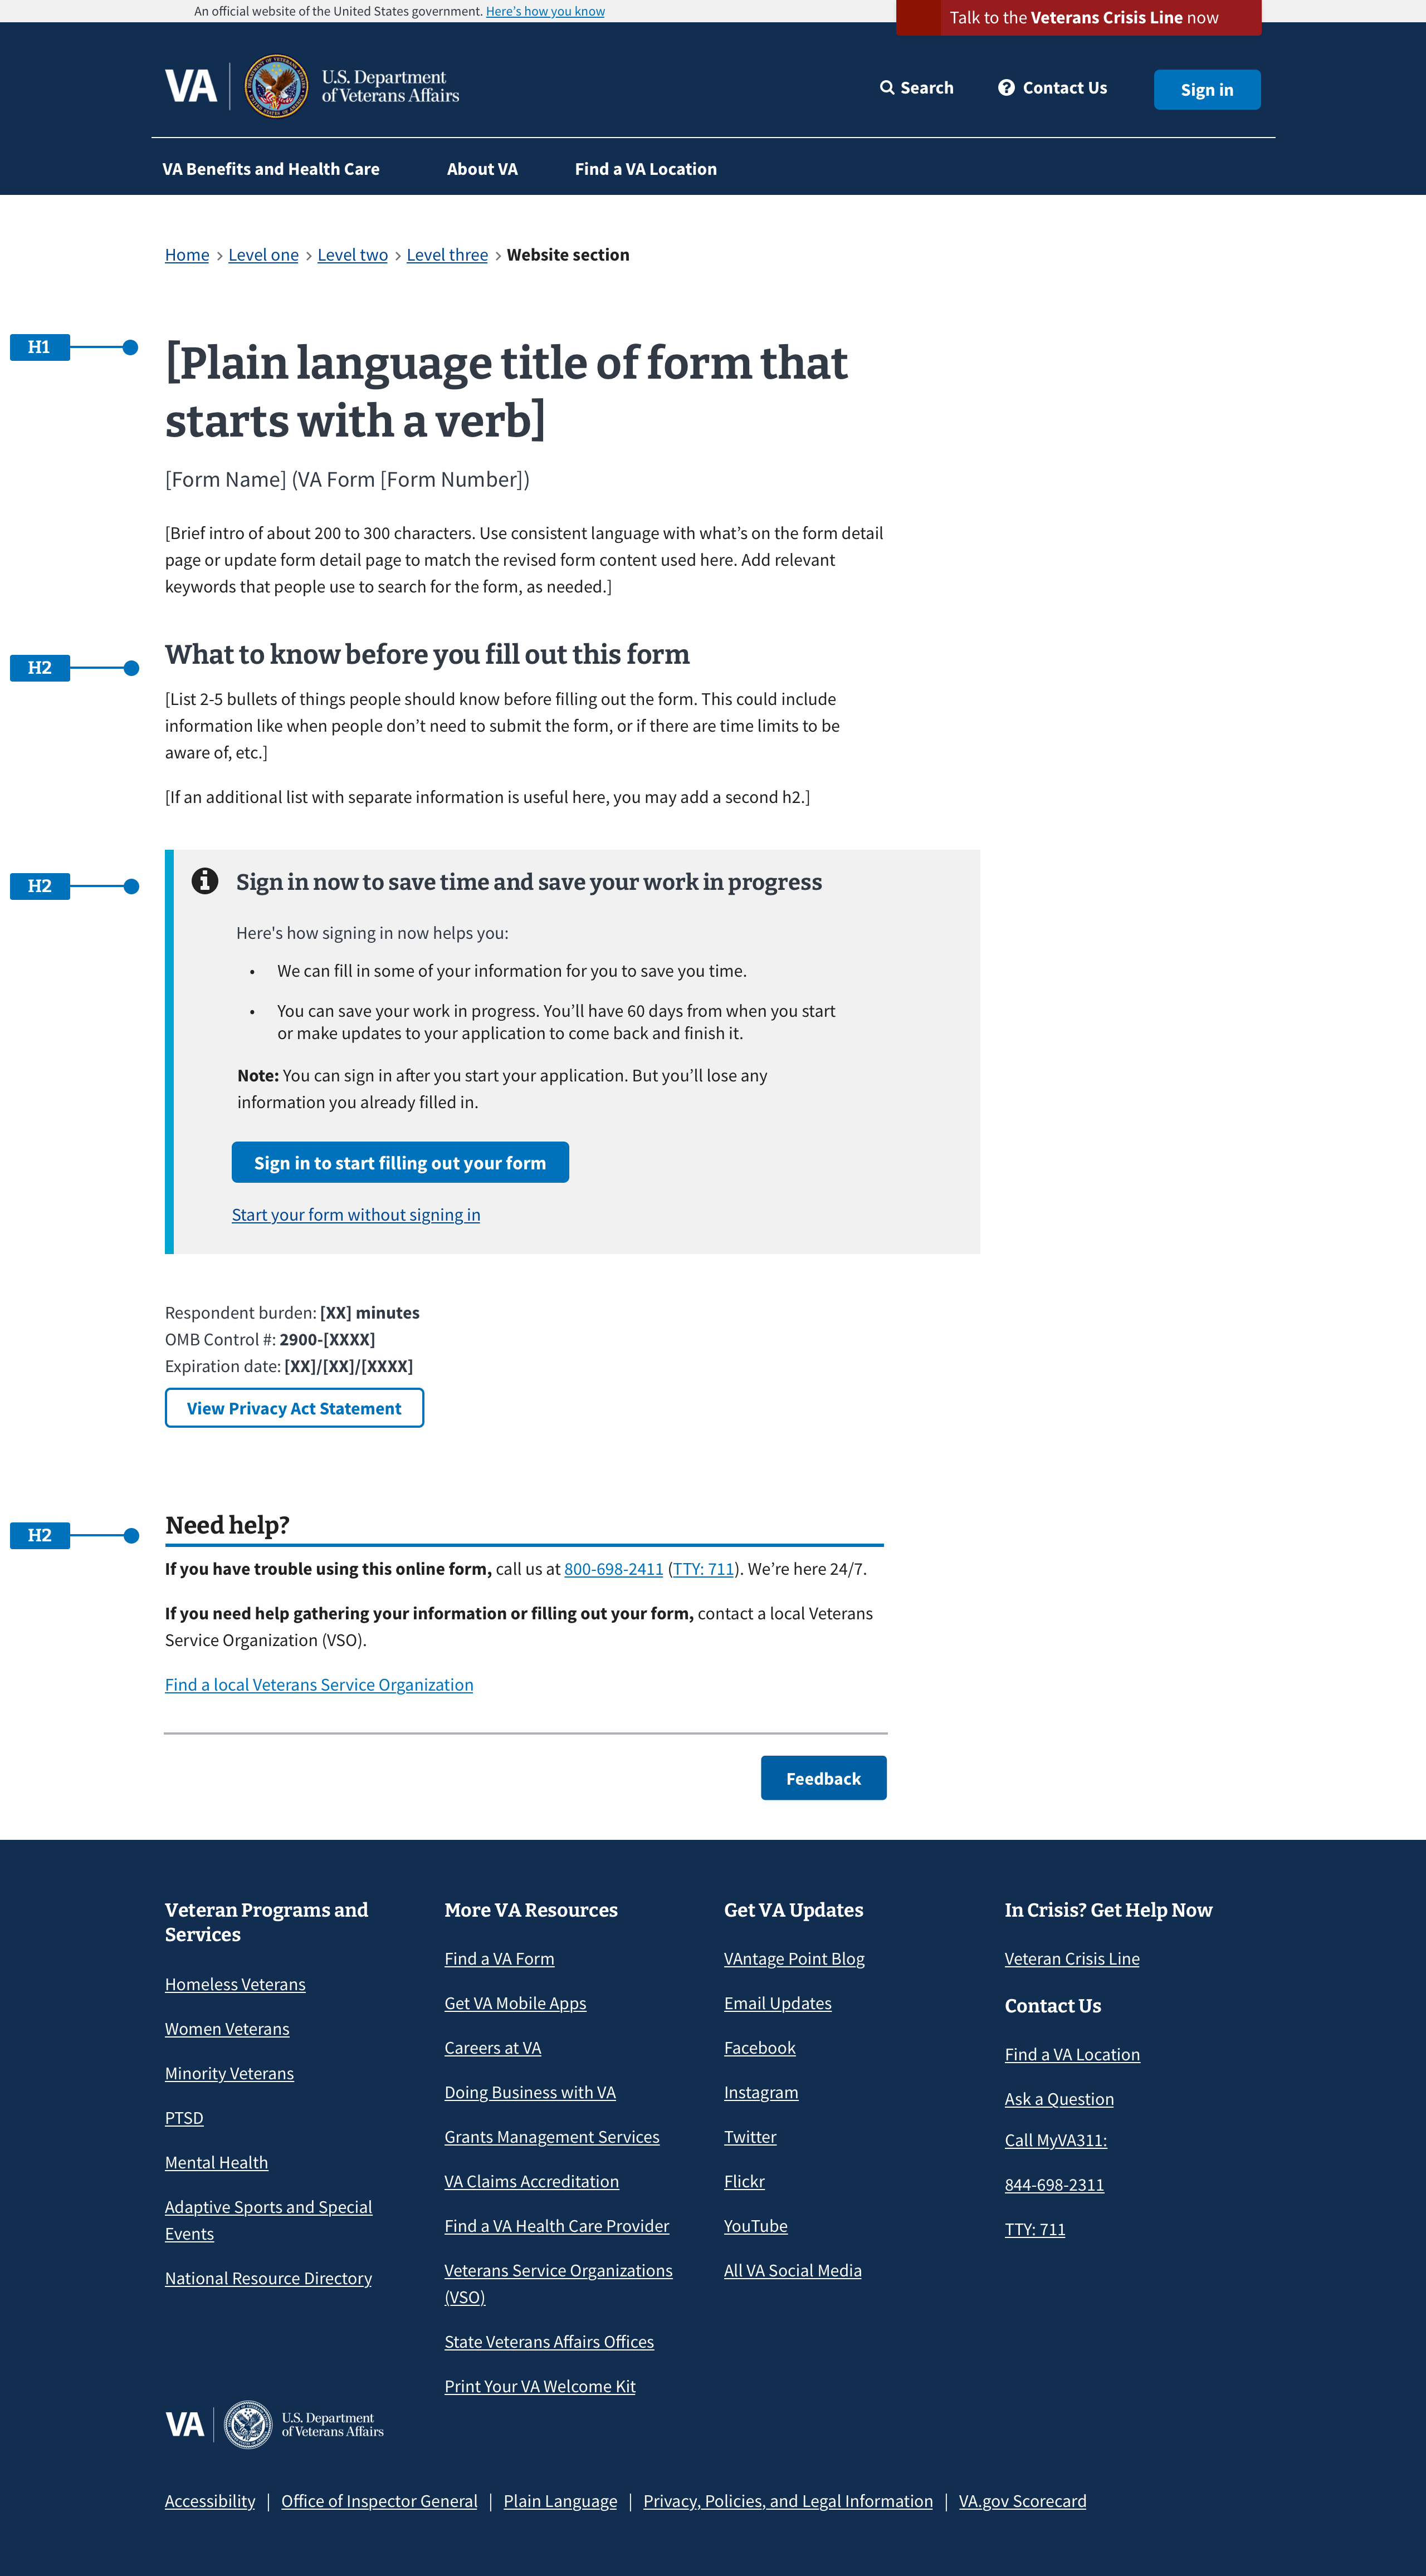 An official website of the United States government. Here's how you know
Talk to the Veterans Crisis Line now
VA
U.S. Department
of Veterans Affairs
Search
Contact Us
Sign in
VA Benefits and Health Care
About VA
Find a VA Location
Home > Level one > Level two > Level three > Website section
H1
[Plain language title of form that
starts with a verb]
[Form Name] (VA Form [Form Number])
[Brief intro of about 200 to 300 characters. Use consistent language with what's on the form detail
page or update form detail page to match the revised form content used here. Add relevant
keywords that people use to search for the form, as needed.]
H2
What to know before you fill out this form
[List 2-5 bullets of things people should know before filling out the form. This could include
information like when people don't need to submit the form, or if there are time limits to be
aware of, etc.]
[If an additional list with separate information is useful here, you may add a second h2.]
H2
Sign in now to save time and save your work in progress
Here's how signing in now helps you:
• We can fill in some of your information for you to save you time.
• You can save your work in progress. You'll have 60 days from when you start
or make updates to your application to come back and finish it.
Note: You can sign in after you start your application. But you'll lose any
information you already filled in.
Sign in to start filling out your form
Start your form without signing in
Respondent burden: [XX] minutes
OMB Control #: 2900-[XXXX]
Expiration date: [XX]/[XX]/[XXXX]
View Privacy Act Statement
H2
Need help?
If you have trouble using this online form, call us at 800-698-2411 (TTY: 711). We're here 24/7.
If you need help gathering your information or filling out your form, contact a local Veterans
Service Organization (VSO).
Find a local Veterans Service Organization
Feedback
Veteran Programs and
Services
Homeless Veterans
Women Veterans
Minority Veterans
PTSD
Mental Health
Adaptive Sports and Special
Events
National Resource Directory
More VA Resources
Find a VA Form
Get VA Mobile Apps
Careers at VA
Doing Business with VA
Grants Management Services
VA Claims Accreditation
Find a VA Health Care Provider
Veterans Service Organizations
(VSO)
State Veterans Affairs Offices
Print Your VA Welcome Kit
Get VA Updates
VAntage Point Blog
Email Updates
Facebook
Instagram
Twitter
Flickr
YouTube
All VA Social Media
In Crisis? Get Help Now
Veteran Crisis Line
Contact Us
Find a VA Location
Ask a Question
Call MyVA311:
844-698-2311
TTY: 711
VA
U.S. Department
of Veterans Affairs
Accessibility | Office of Inspector General | Plain Language | Privacy, Policies, and Legal Information | VA.gov Scorecard